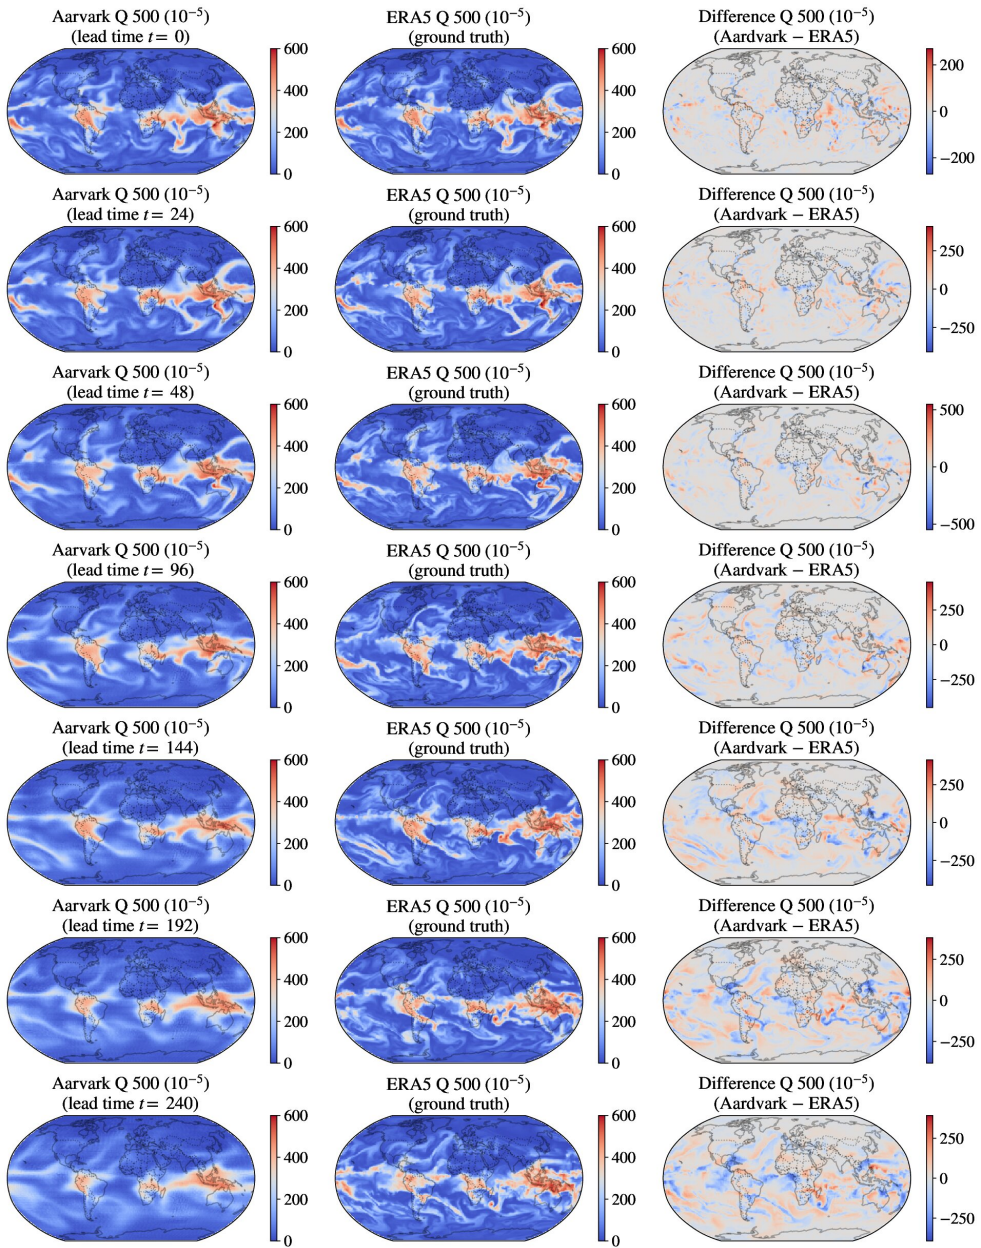 Aarvark Q 500 (10⁻⁵)
(lead time t = 0)
600
400
200
0
ERA5 Q 500 (10⁻⁵)
(ground truth)
600
400
200
0
Difference Q 500 (10⁻⁵)
(Aardvark − ERA5)
200
0
−200
Aarvark Q 500 (10⁻⁵)
(lead time t = 24)
600
400
200
0
ERA5 Q 500 (10⁻⁵)
(ground truth)
600
400
200
0
Difference Q 500 (10⁻⁵)
(Aardvark − ERA5)
250
0
−250
Aarvark Q 500 (10⁻⁵)
(lead time t = 48)
600
400
200
0
ERA5 Q 500 (10⁻⁵)
(ground truth)
600
400
200
0
Difference Q 500 (10⁻⁵)
(Aardvark − ERA5)
500
0
−500
Aarvark Q 500 (10⁻⁵)
(lead time t = 96)
600
400
200
0
ERA5 Q 500 (10⁻⁵)
(ground truth)
600
400
200
0
Difference Q 500 (10⁻⁵)
(Aardvark − ERA5)
250
0
−250
Aarvark Q 500 (10⁻⁵)
(lead time t = 144)
600
400
200
0
ERA5 Q 500 (10⁻⁵)
(ground truth)
600
400
200
0
Difference Q 500 (10⁻⁵)
(Aardvark − ERA5)
250
0
−250
Aarvark Q 500 (10⁻⁵)
(lead time t = 192)
600
400
200
0
ERA5 Q 500 (10⁻⁵)
(ground truth)
600
400
200
0
Difference Q 500 (10⁻⁵)
(Aardvark − ERA5)
250
0
−250
Aarvark Q 500 (10⁻⁵)
(lead time t = 240)
600
400
200
0
ERA5 Q 500 (10⁻⁵)
(ground truth)
600
400
200
0
Difference Q 500 (10⁻⁵)
(Aardvark − ERA5)
250
0
−250